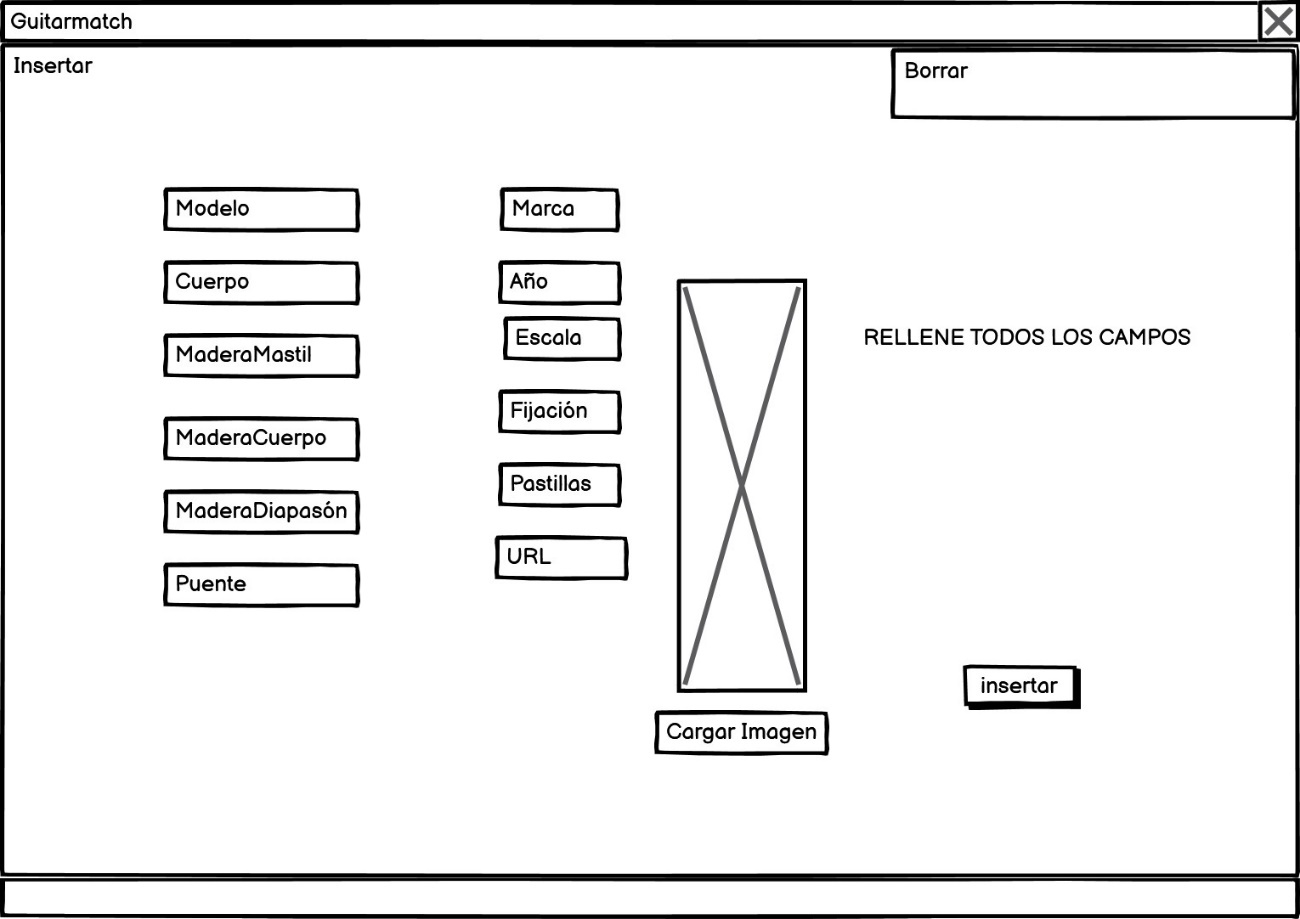 Guitarmatch
Insertar
Borrar
Modelo
Marca
Cuerpo
Año
MaderaMastil
Escala
RELLENE TODOS LOS CAMPOS
MaderaCuerpo
Fijación
MaderaDiapasón
Pastillas
Puente
URL
insertar
Cargar Imagen